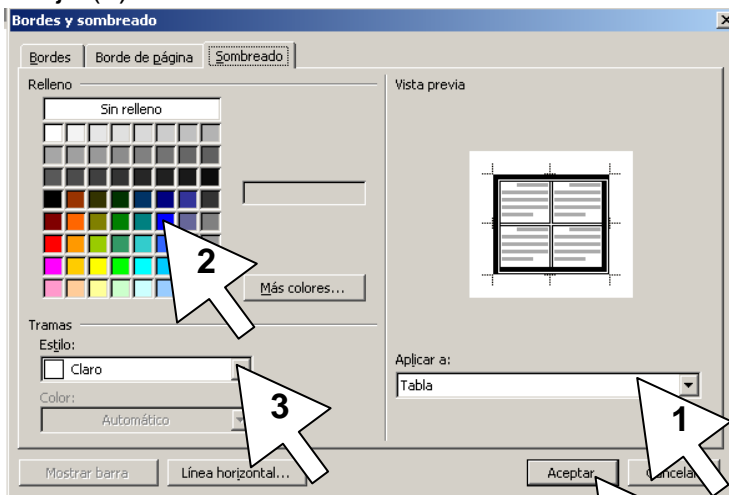 Bordes y sombreado
Bordes
Borde de página
Sombreado
Relleno
Sin relleno
Más colores...
Tramas
Estilo:
Claro
Color:
Automático
Vista previa
Aplicar a:
Tabla
Mostrar barra
Línea horizontal...
Aceptar
Cancelar
2
3
1